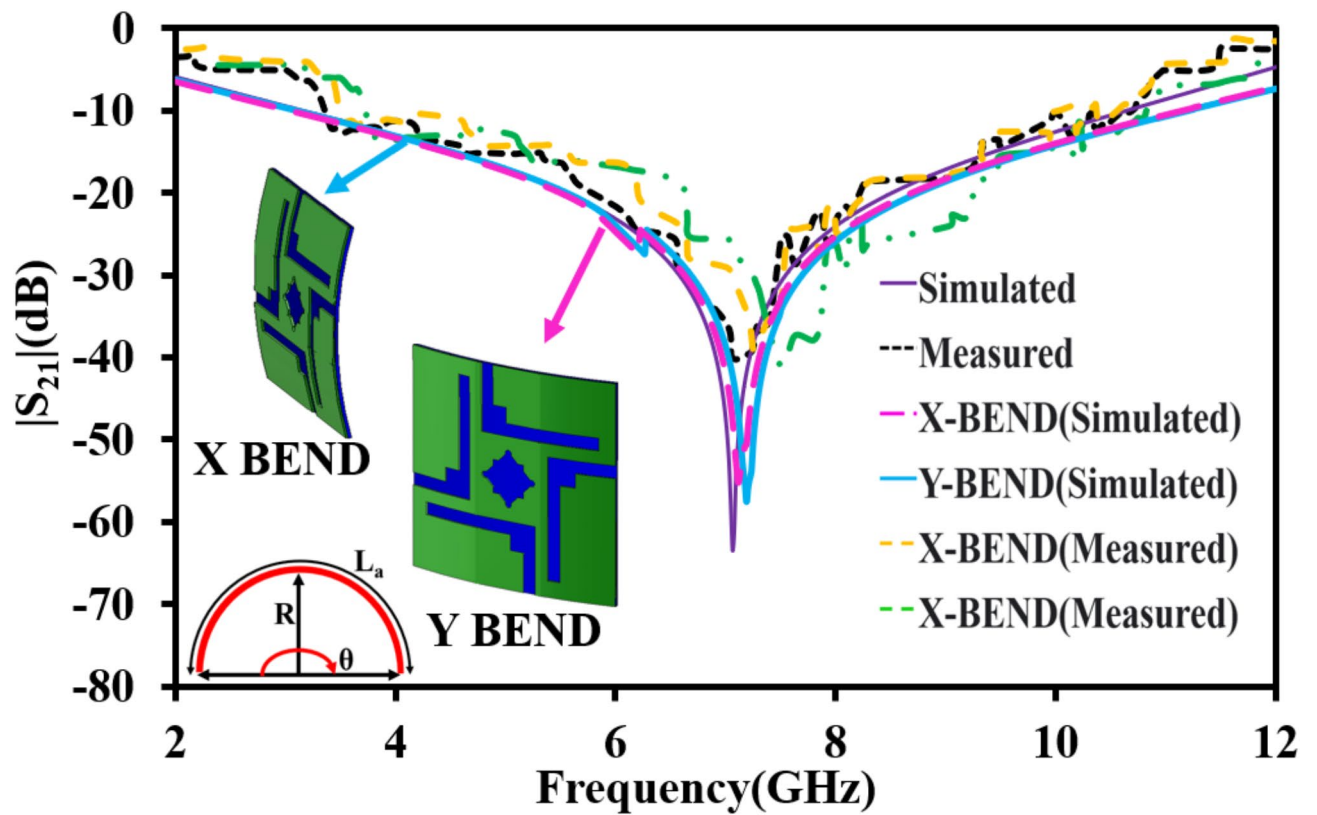 |S21|(dB)
0
-10
-20
-30
-40
-50
-60
-70
-80
X BEND
Y BEND
La
R
θ
Simulated
Measured
X-BEND(Simulated)
Y-BEND(Simulated)
X-BEND(Measured)
X-BEND(Measured)
2 4 6 8 10 12
Frequency(GHz)